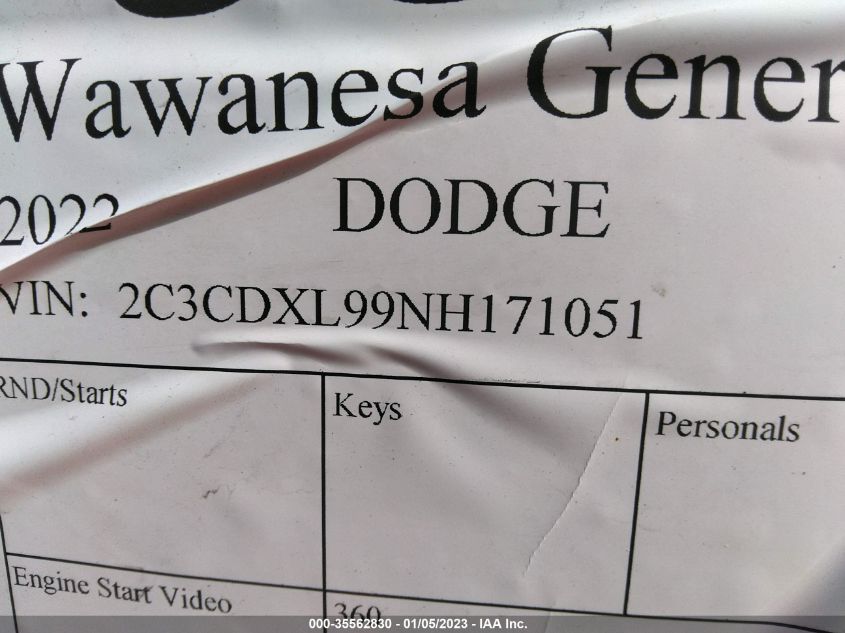 Wawanesa Gener
2022 DODGE
VIN: 2C3CDXL99NH171051
RND/Starts Keys Personals
Engine Start Video 360
000-35562830 - 01/05/2023 - IAA Inc.